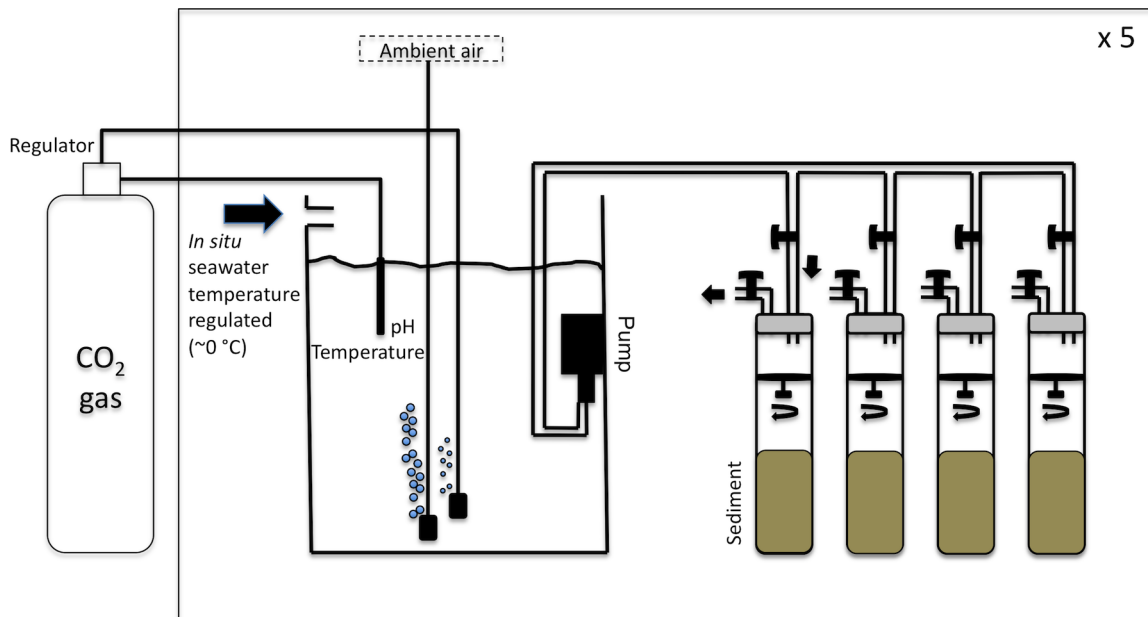 x 5
Ambient air
Regulator
In situ
seawater
temperature
regulated
(~0 °C)
pH
Temperature
Pump
CO₂
gas
Sediment